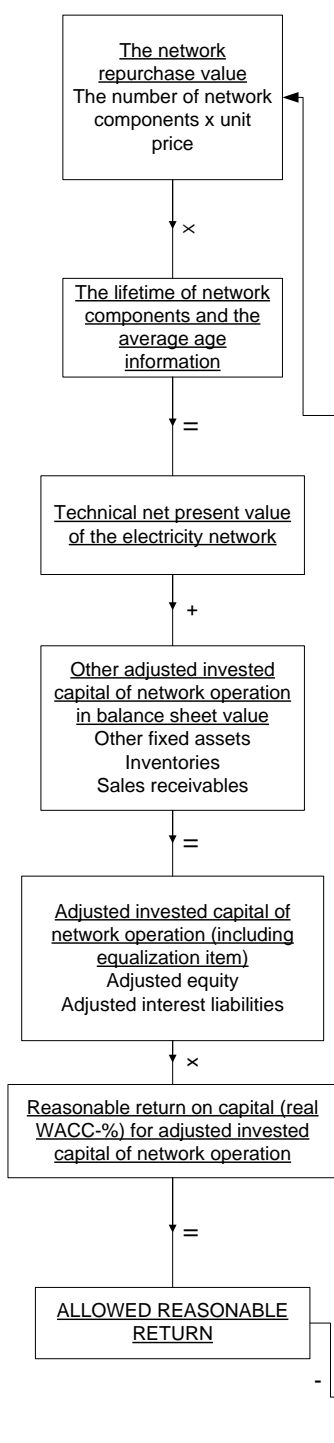 The network
repurchase value
The number of network
components x unit
price
x
The lifetime of network
components and the
average age
information
=
Technical net present value
of the electricity network
+
Other adjusted invested
capital of network operation
in balance sheet value
Other fixed assets
Inventories
Sales receivables
=
Adjusted invested capital of
network operation (including
equalization item)
Adjusted equity
Adjusted interest liabilities
x
Reasonable return on capital (real
WACC-%) for adjusted invested
capital of network operation
=
ALLOWED REASONABLE
RETURN
-